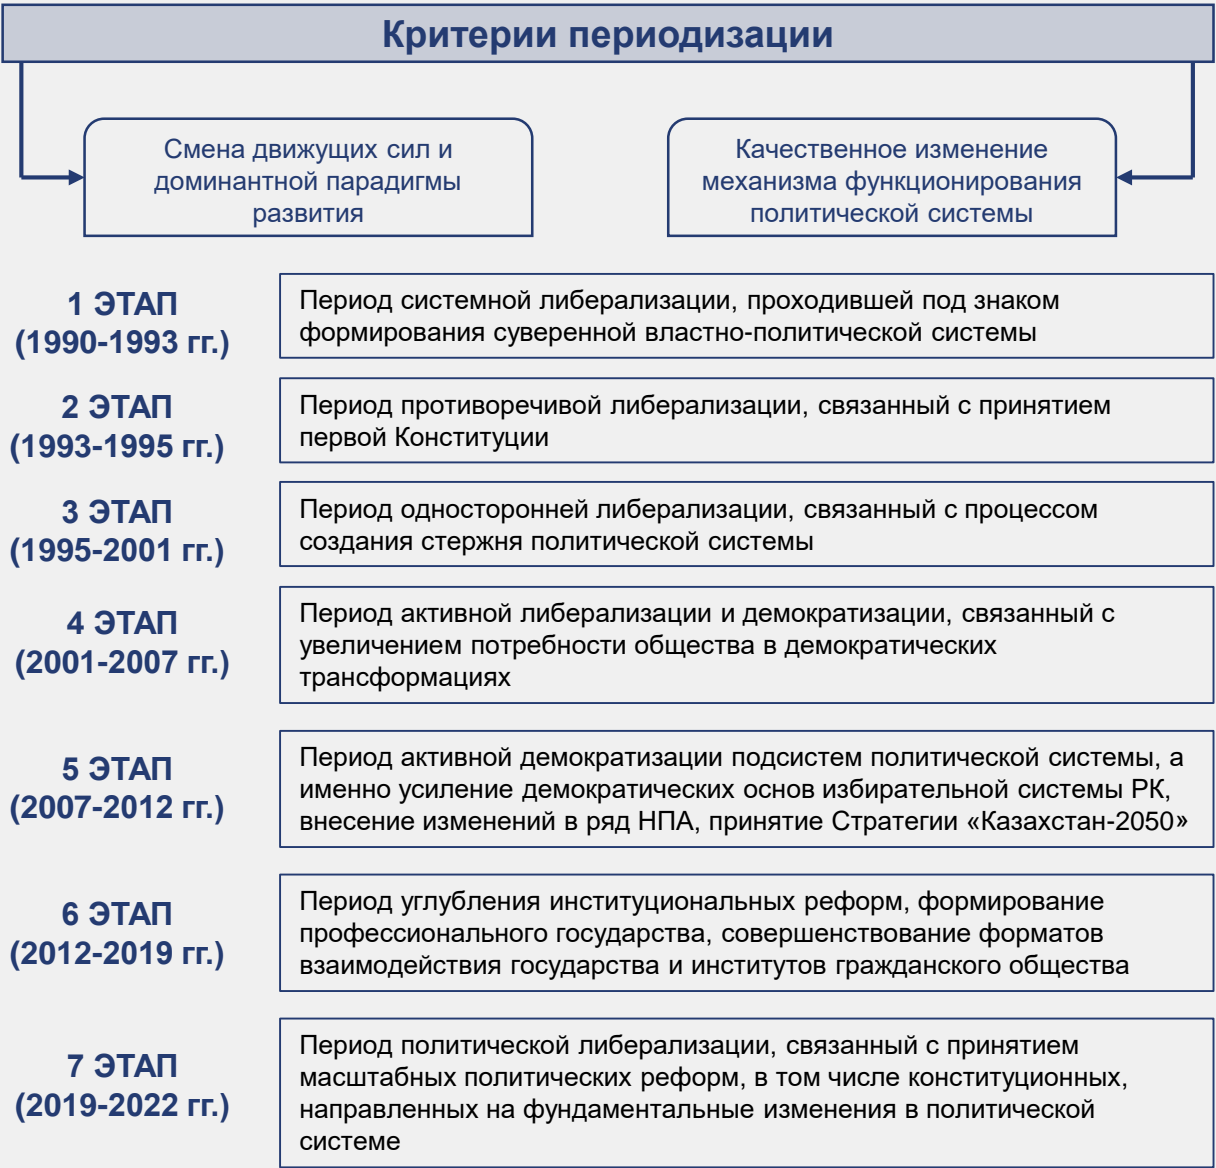 Критерии периодизации
Смена движущих сил и
доминантной парадигмы
развития
Качественное изменение
механизма функционирования
политической системы
1 ЭТАП
(1990-1993 гг.)
Период системной либерализации, проходившей под знаком
формирования суверенной властно-политической системы
2 ЭТАП
(1993-1995 гг.)
Период противоречивой либерализации, связанный с принятием
первой Конституции
3 ЭТАП
(1995-2001 гг.)
Период односторонней либерализации, связанный с процессом
создания стержня политической системы
4 ЭТАП
(2001-2007 гг.)
Период активной либерализации и демократизации, связанный с
увеличением потребности общества в демократических
трансформациях
5 ЭТАП
(2007-2012 гг.)
Период активной демократизации подсистем политической системы, а
именно усиление демократических основ избирательной системы РК,
внесение изменений в ряд НПА, принятие Стратегии «Казахстан-2050»
6 ЭТАП
(2012-2019 гг.)
Период углубления институциональных реформ, формирование
профессионального государства, совершенствование форматов
взаимодействия государства и институтов гражданского общества
7 ЭТАП
(2019-2022 гг.)
Период политической либерализации, связанный с принятием
масштабных политических реформ, в том числе конституционных,
направленных на фундаментальные изменения в политической
системе